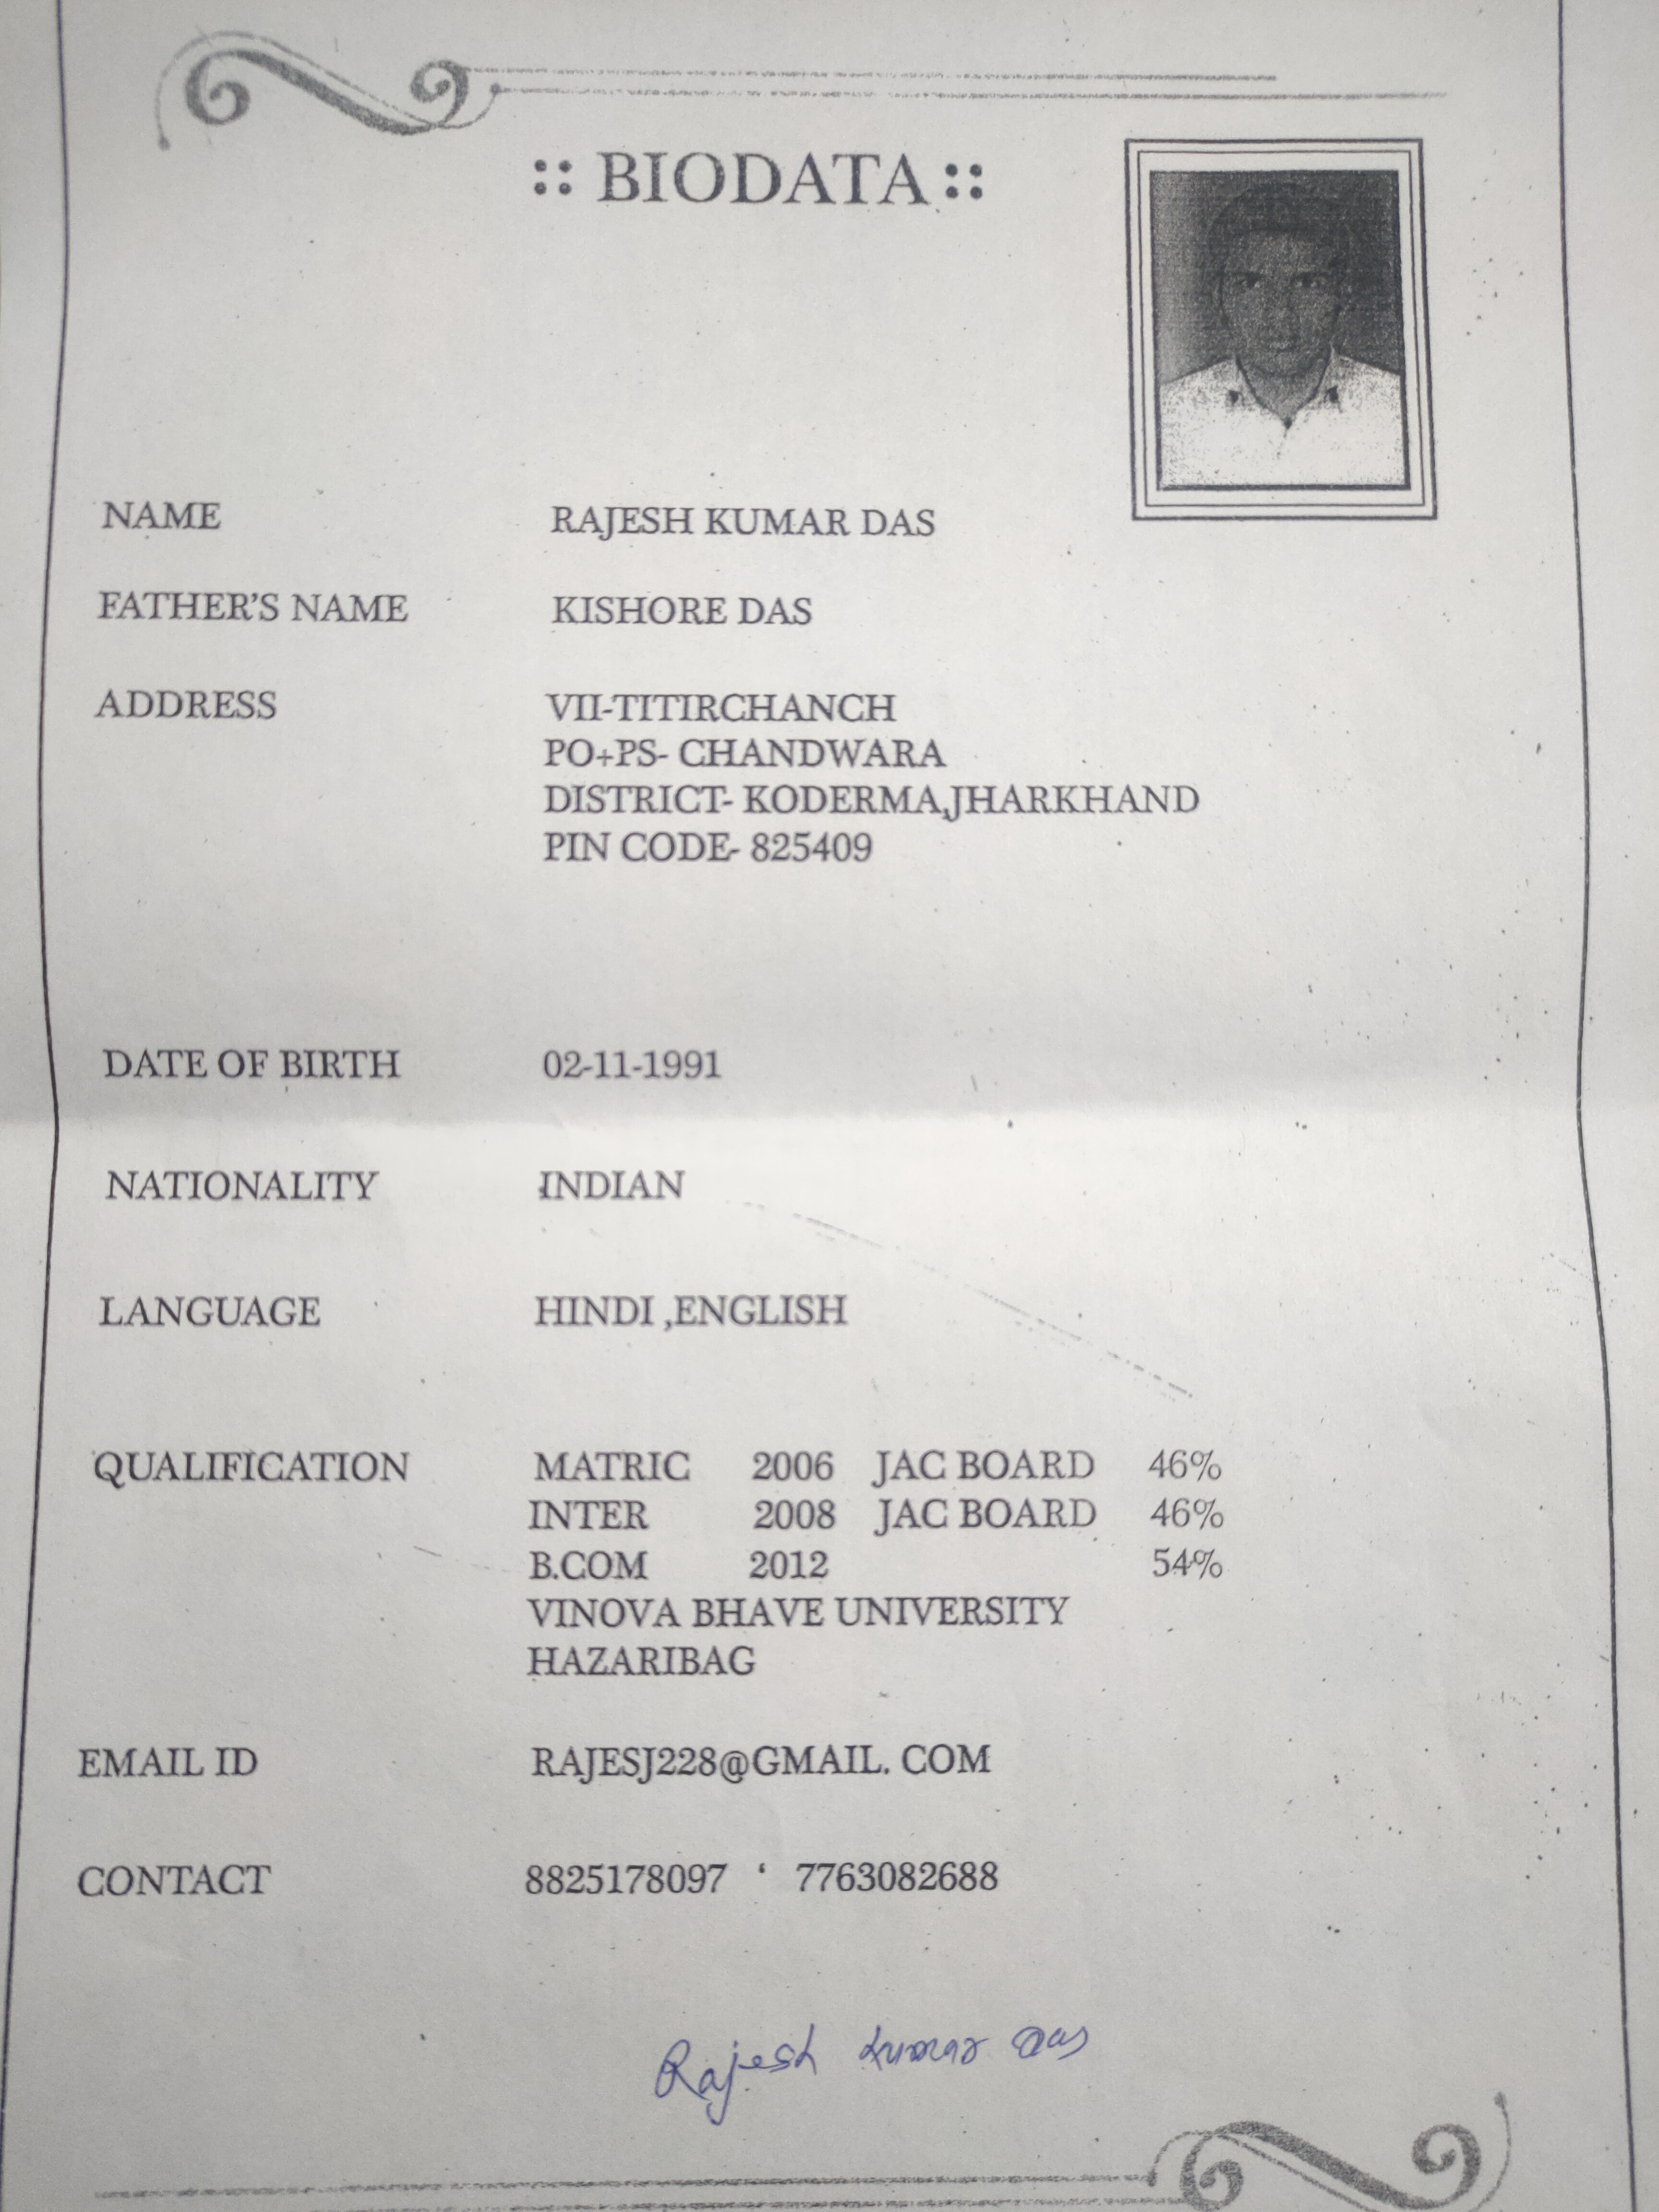 :: BIODATA ::
NAME RAJESH KUMAR DAS
FATHER'S NAME KISHORE DAS
ADDRESS VII-TITIRCHANCH
PO+PS- CHANDWARA
DISTRICT- KODERMA,JHARKHAND
PIN CODE- 825409
DATE OF BIRTH 02-11-1991
NATIONALITY INDIAN
LANGUAGE HINDI ,ENGLISH
QUALIFICATION MATRIC 2006 JAC BOARD 46%
INTER 2008 JAC BOARD 46%
B.COM 2012 54%
VINOVA BHAVE UNIVERSITY
HAZARIBAG
EMAIL ID RAJESJ228@GMAIL. COM
CONTACT 8825178097 ‘ 7763082688
Rajesh kumar Das